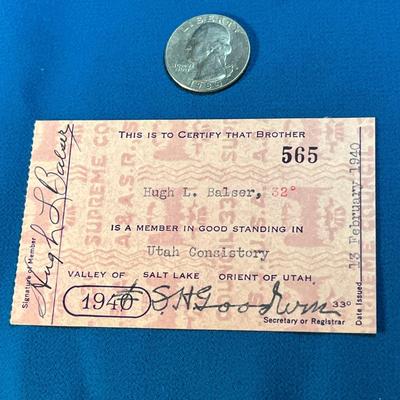 LIBERTY
THIS IS TO CERTIFY THAT BROTHER
565
Hugh L. Balser, 32°
IS A MEMBER IN GOOD STANDING IN
Utah Consistory
VALLEY OF SALT LAKE ORIENT OF UTAH
1940 S H Goodwin 33°
Secretary or Registrar
Hugh L Balser
Signature of Member
13 February 1940
Date Issued
SUPREME CO
A & A. S. R.